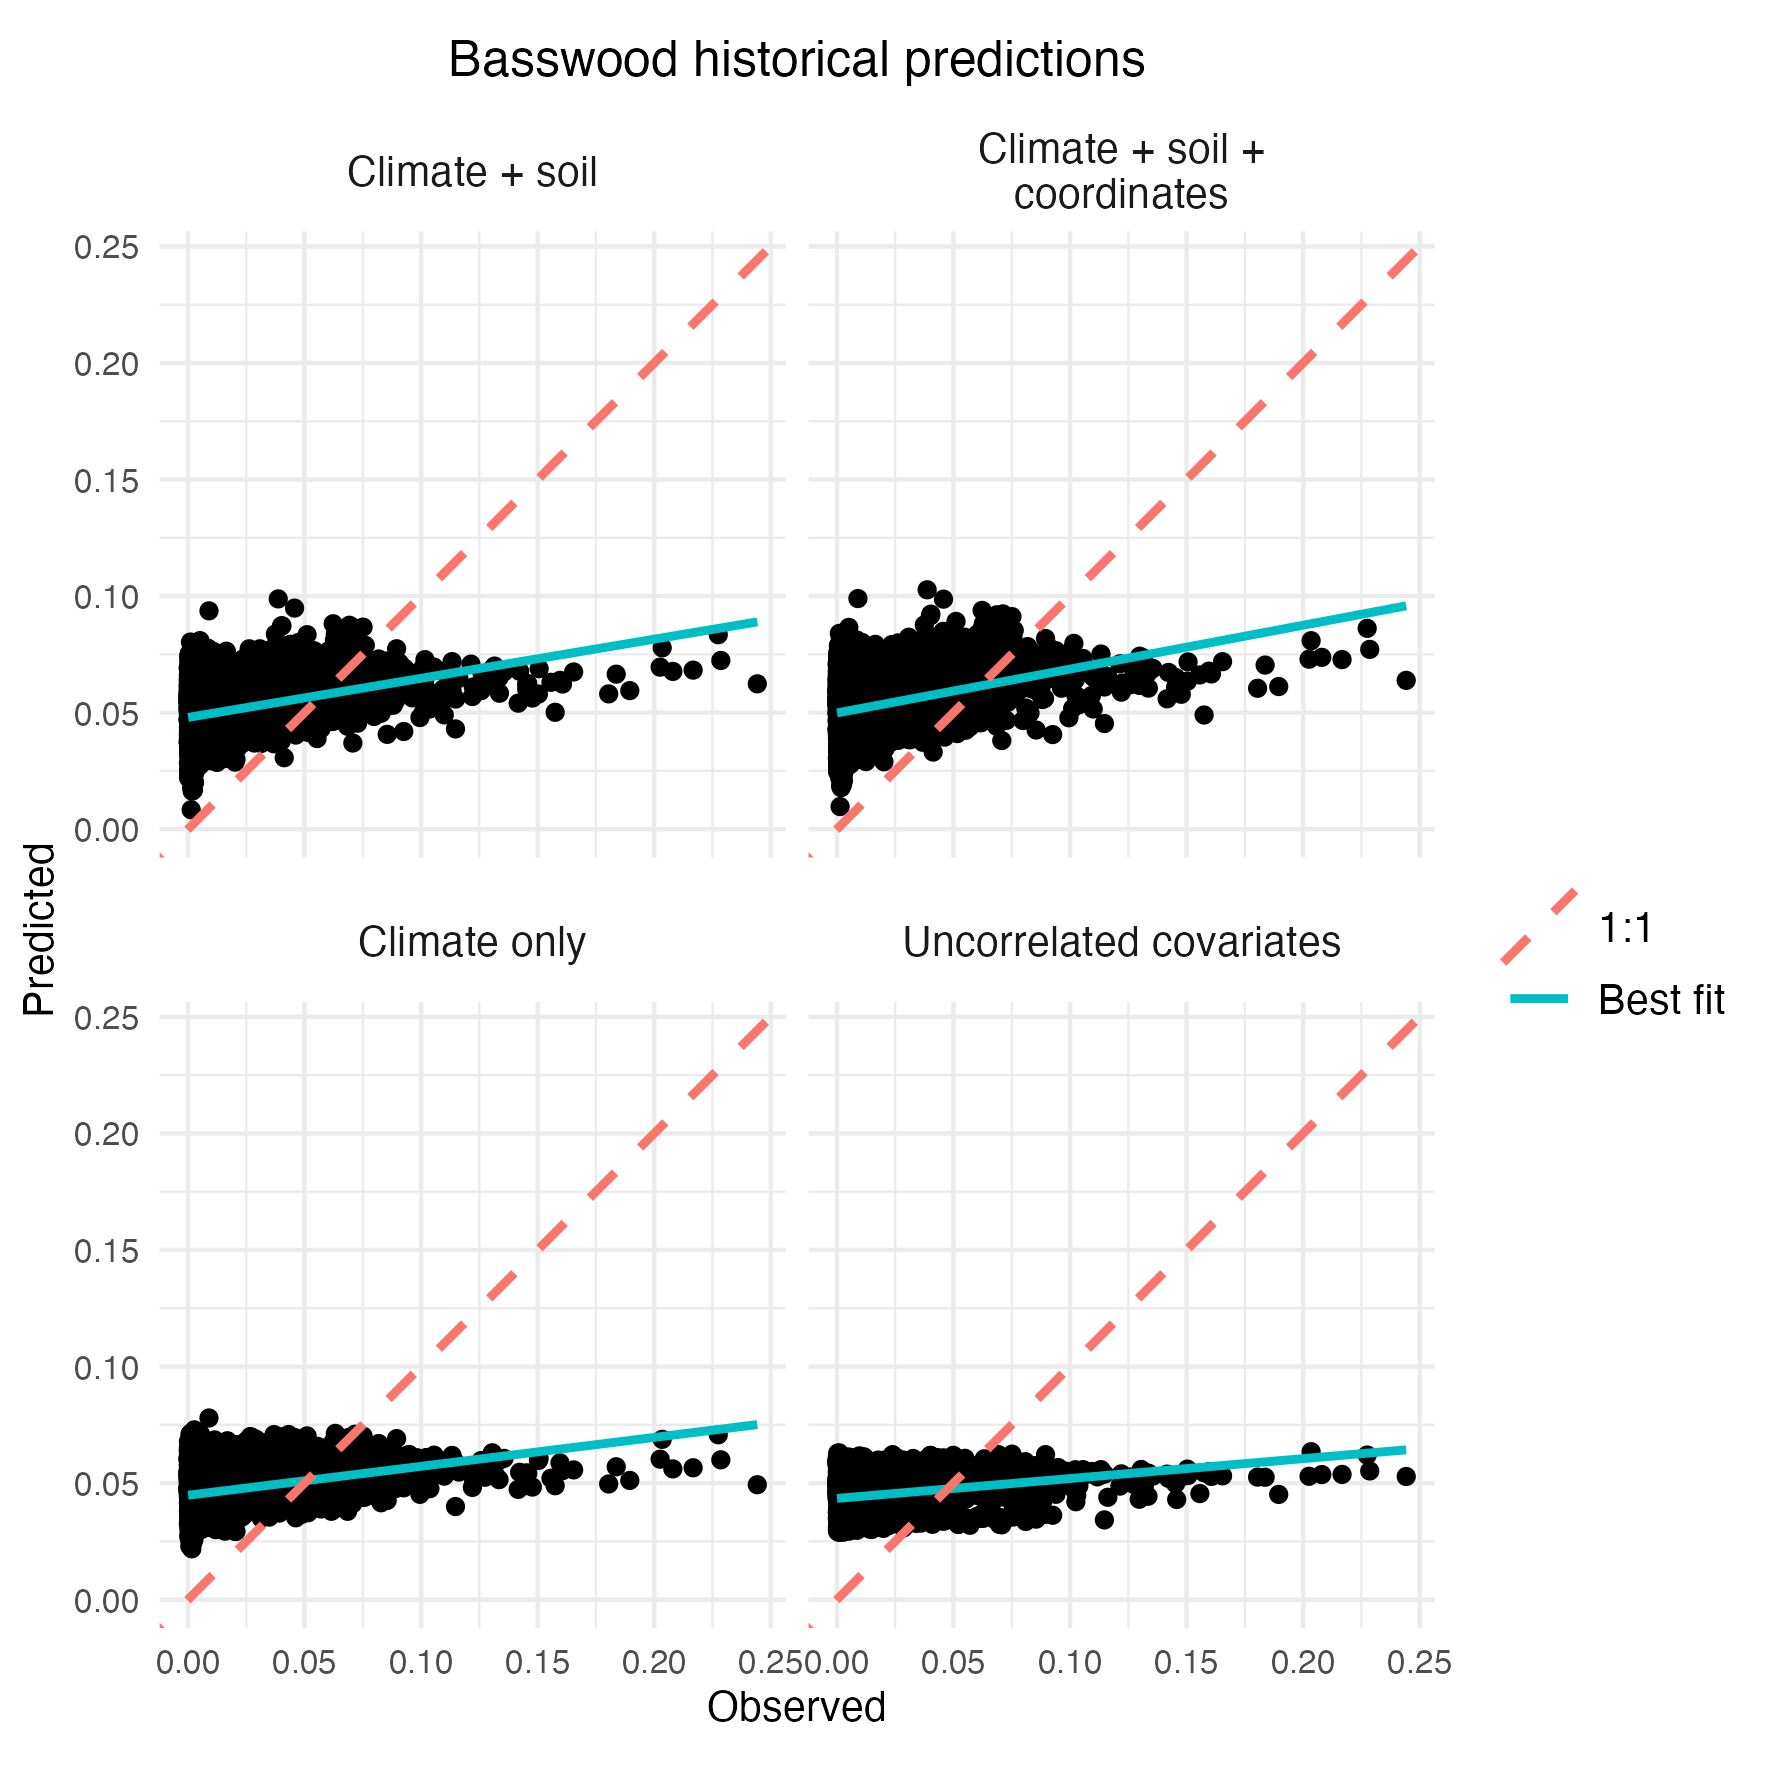 Basswood historical predictions
Climate + soil
Climate + soil +
coordinates
0.25
0.20
0.15
0.10
0.05
0.00
Predicted
Climate only
Uncorrelated covariates
0.25
0.20
0.15
0.10
0.05
0.00
0.00 0.05 0.10 0.15 0.20 0.25
0.00 0.05 0.10 0.15 0.20 0.25
Observed
1:1
Best fit